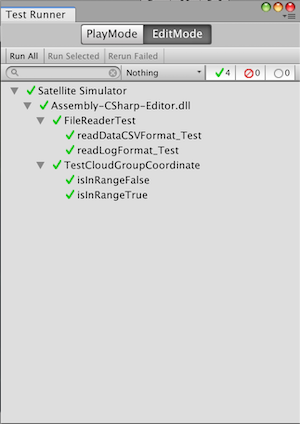 Test Runner
PlayMode EditMode
Run All Run Selected Rerun Failed
Nothing 4 0 0
Satellite Simulator
Assembly-CSharp-Editor.dll
FileReaderTest
readDataCSVFormat_Test
readLogFormat_Test
TestCloudGroupCoordinate
isInRangeFalse
isInRangeTrue